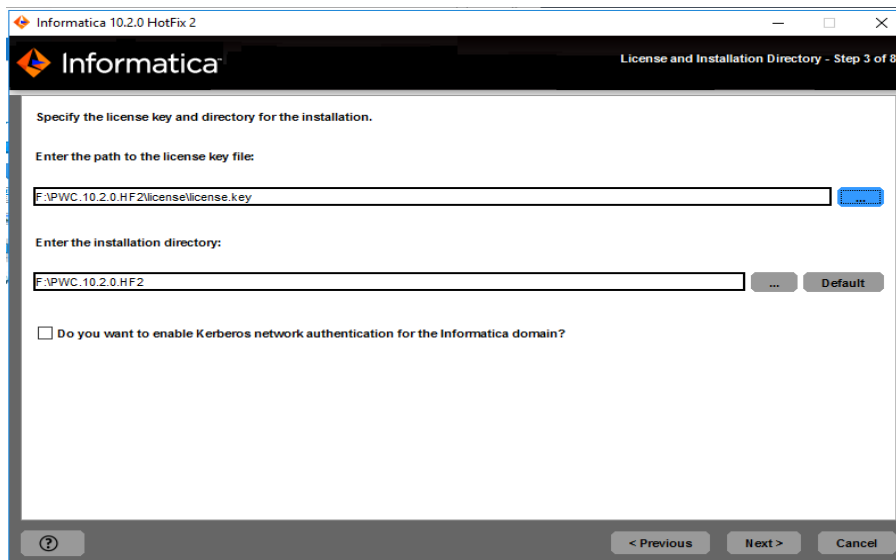 Informatica 10.2.0 HotFix 2
Informatica
License and Installation Directory - Step 3 of 8
Specify the license key and directory for the installation.
Enter the path to the license key file:
F:\PWC.10.2.0.HF2\license\license.key
...
Enter the installation directory:
F:\PWC.10.2.0.HF2
... Default
Do you want to enable Kerberos network authentication for the Informatica domain?
? < Previous Next > Cancel